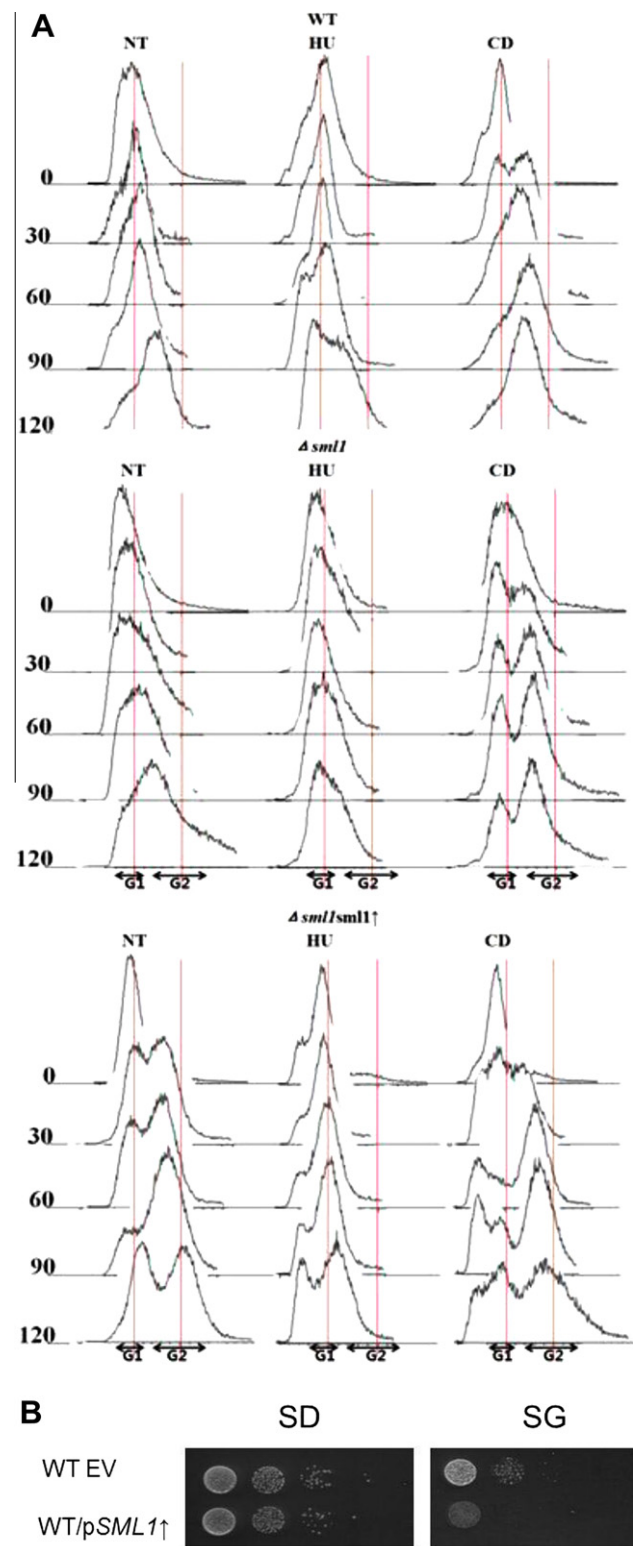 A
WT
NT HU CD
0
30
60
90
120
Δ sml1
NT HU CD
0
30
60
90
120
G1 G2 G1 G2 G1 G2
Δ sml1sml1↑
NT HU CD
0
30
60
90
120
G1 G2 G1 G2 G1 G2
B
SD SG
WT EV
WT/pSML1↑